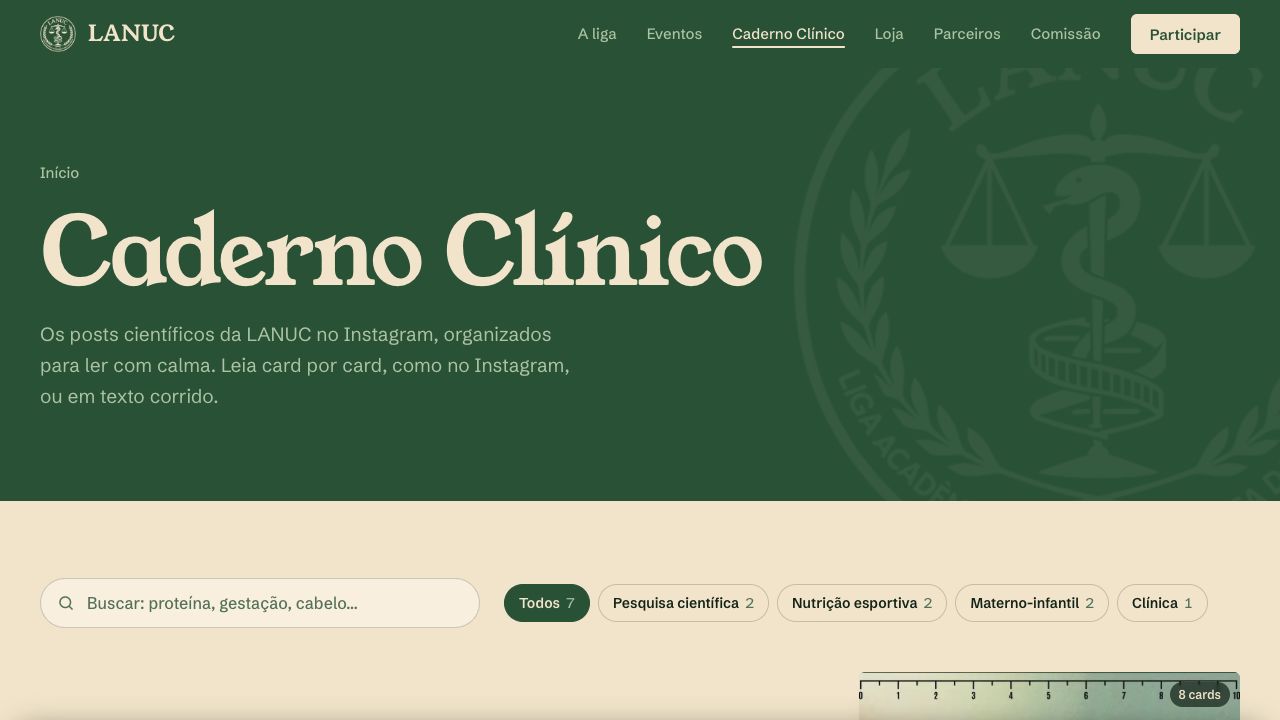 LANUC
A liga
Eventos
Caderno Clínico
Loja
Parceiros
Comissão
Participar
LANUC
Início
Caderno Clínico
Os posts científicos da LANUC no Instagram, organizados
para ler com calma. Leia card por card, como no Instagram,
ou em texto corrido.
LIGA ACADÊM
Buscar: proteína, gestação, cabelo...
Todos 7
Pesquisa científica 2
Nutrição esportiva 2
Materno-infantil 2
Clínica 1
8 cards
0 1 2 3 4 5 6 7 8 9 10